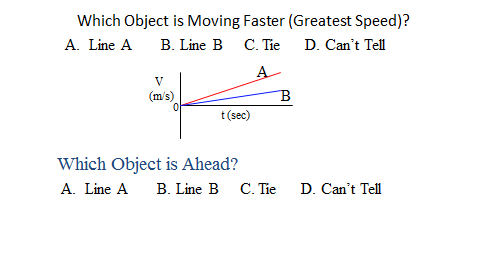 Which Object is Moving Faster (Greatest Speed)?
A. Line A B. Line B C. Tie D. Can't Tell
A
V
(m/s)
B
0
t (sec)
Which Object is Ahead?
A. Line A B. Line B C. Tie D. Can't Tell